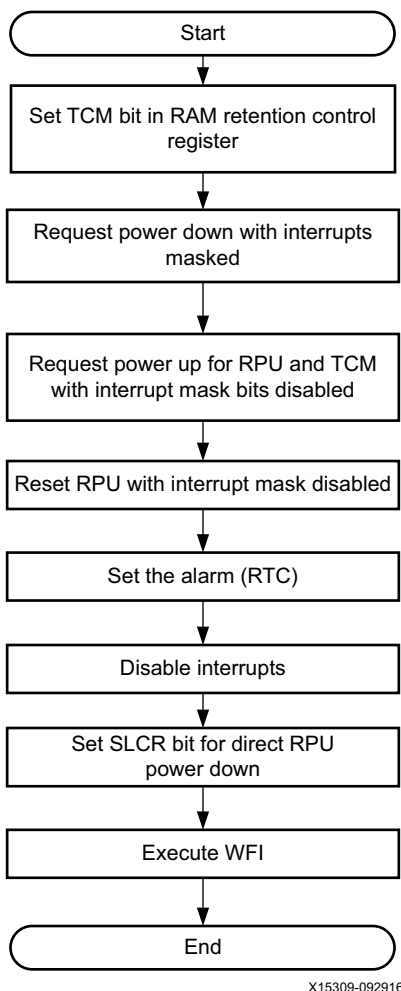 Start
Set TCM bit in RAM retention control
register
Request power down with interrupts
masked
Request power up for RPU and TCM
with interrupt mask bits disabled
Reset RPU with interrupt mask disabled
Set the alarm (RTC)
Disable interrupts
Set SLCR bit for direct RPU
power down
Execute WFI
End
X15309-092916